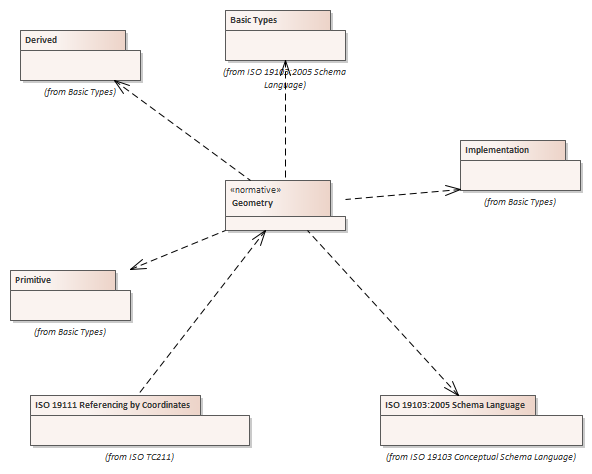 Basic Types
(from ISO 19103:2005 Schema
Language)
Derived
(from Basic Types)
Implementation
(from Basic Types)
«normative»
Geometry
Primitive
(from Basic Types)
ISO 19111 Referencing by Coordinates
(from ISO TC211)
ISO 19103:2005 Schema Language
(from ISO 19103 Conceptual Schema Language)